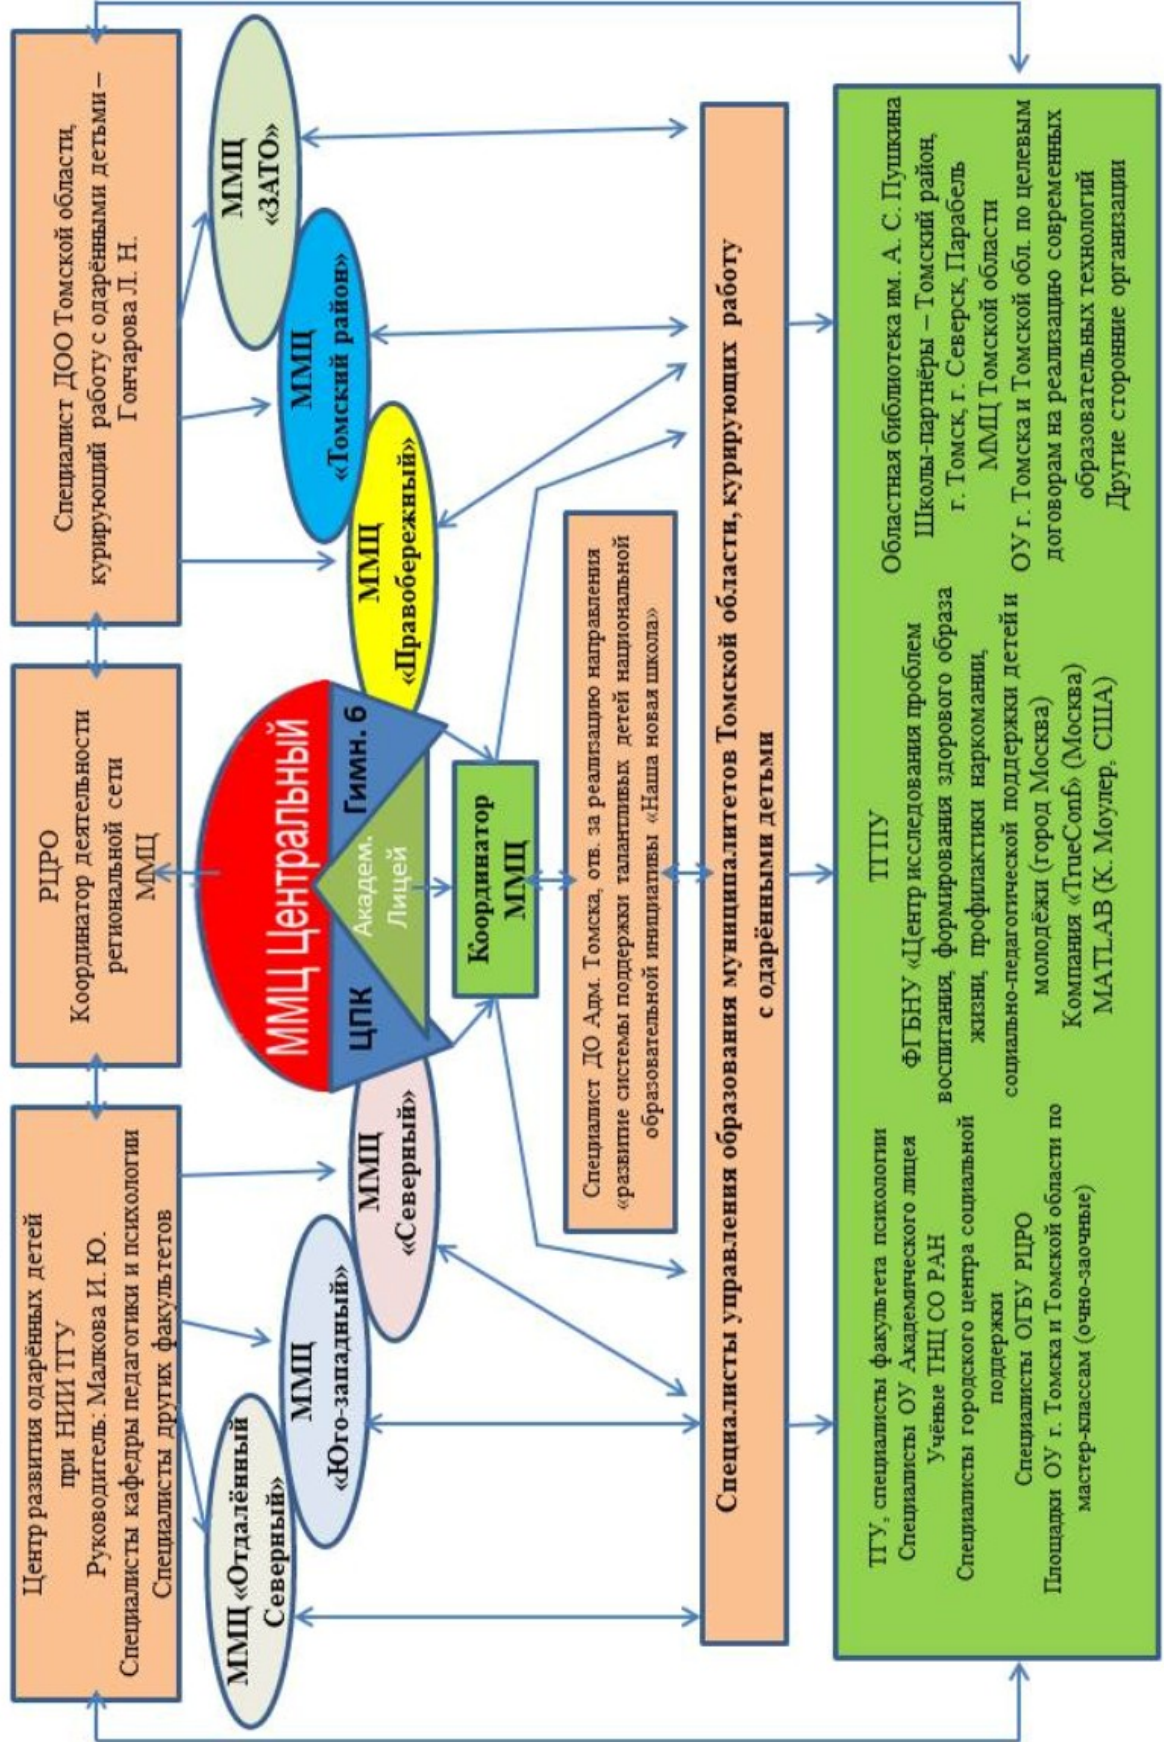 Центр развития одарённых детей
при НИИ ТГУ
Руководитель: Малкова И. Ю.
Специалисты кафедры педагогики и психологии
Специалисты других факультетов
РЦРО
Координатор деятельности
региональной сети
ММЦ
Специалист ДОО Томской области,
курирующий работу с одарёнными детьми –
Гончарова Л. Н.
ММЦ «Отдалённый
Северный»
ММЦ
«Юго-западный»
ММЦ
«Северный»
ММЦ Центральный
ЦПК
Академ.
Лицей
Гимн. 6
ММЦ
«Правобережный»
ММЦ
«Томский район»
ММЦ
«ЗАТО»
Координатор
ММЦ
Специалист ДО Адм. Томска, отв. за реализацию направления
«развитие системы поддержки талантливых детей национальной
образовательной инициативы «Наша новая школа»
Специалисты управления образования муниципалитетов Томской области, курирующих работу
с одарёнными детьми
ТГУ, специалисты факультета психологии
Специалисты ОУ Академического лицея
Учёные ТНЦ СО РАН
Специалисты городского центра социальной
поддержки
Специалисты ОГБУ РЦРО
Площадки ОУ г. Томска и Томской области по
мастер-классам (очно-заочные)
ТГПУ
ФГБНУ «Центр исследования проблем
воспитания, формирования здорового образа
жизни, профилактики наркомании,
социально-педагогической поддержки детей и
молодёжи (город Москва)
Компания «TrueConf» (Москва)
MATLAB (К. Моулер, США)
Областная библиотека им. А. С. Пушкина
Школы-партнёры – Томский район,
г. Томск, г. Северск, Парабель
ММЦ Томской области
ОУ г. Томска и Томской обл. по целевым
договорам на реализацию современных
образовательных технологий
Другие сторонние организации